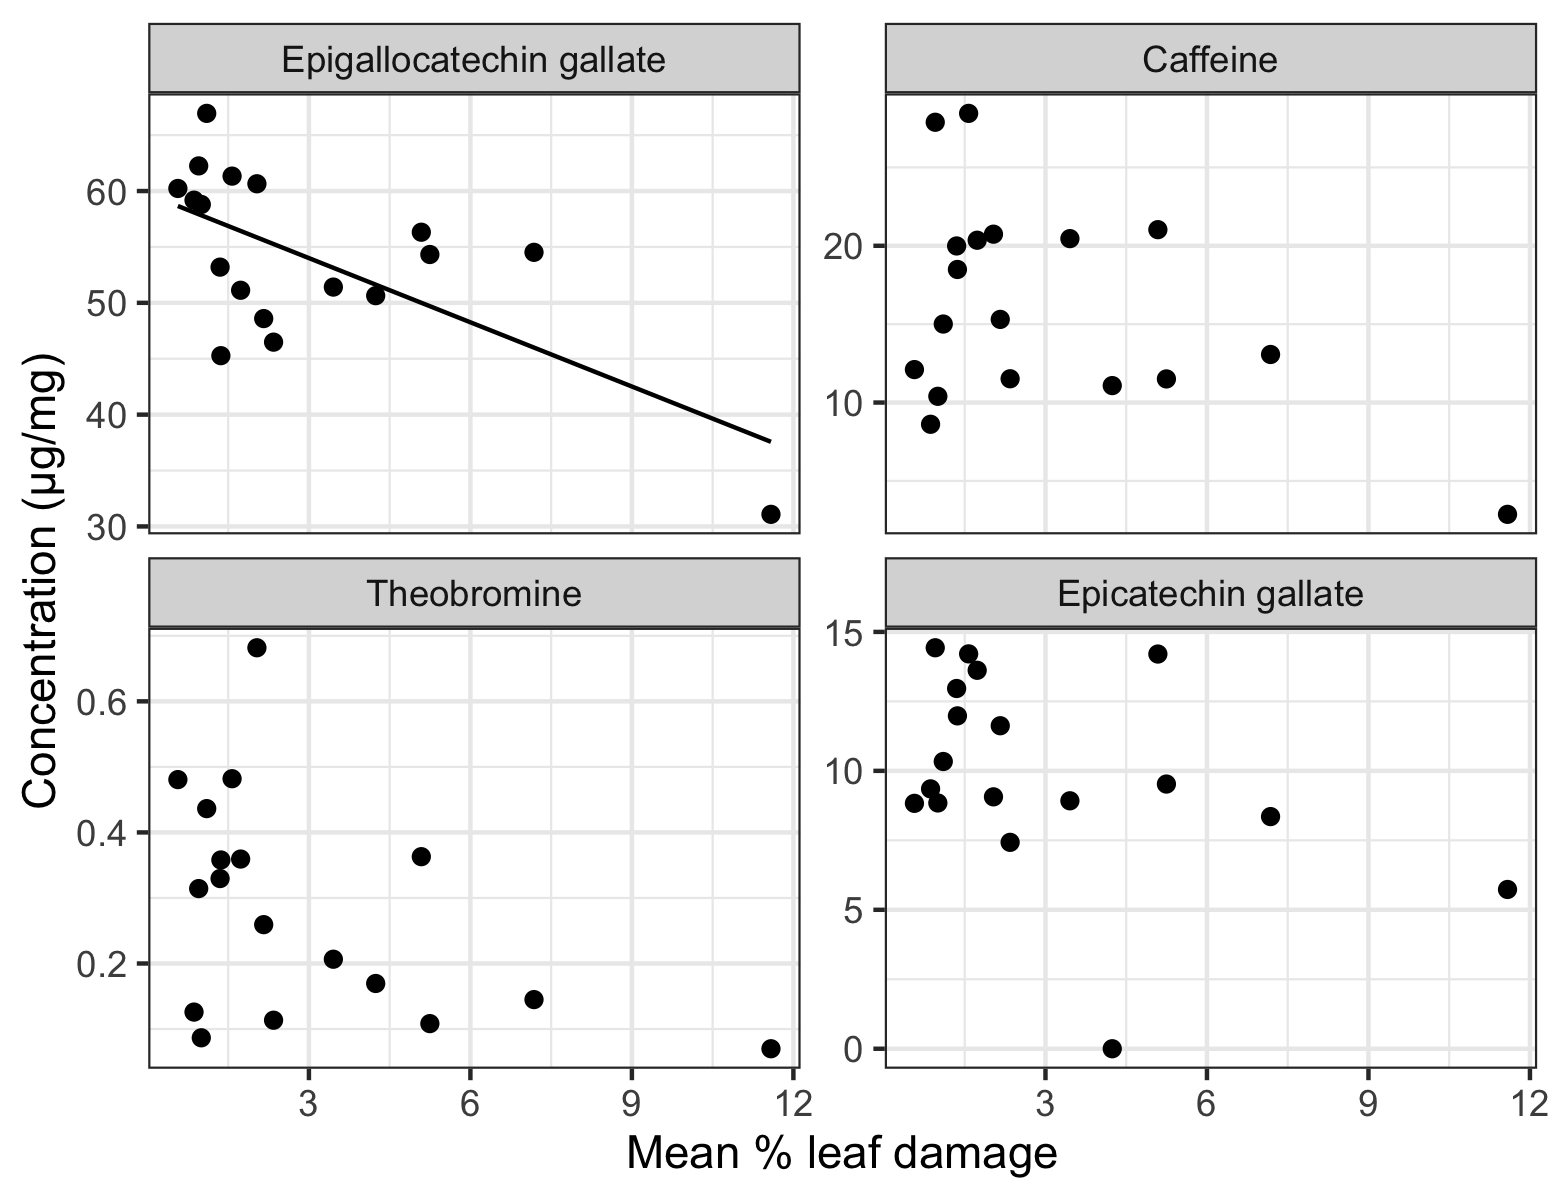 Epigallocatechin gallate
Caffeine
60
50
40
30
20
10
Concentration (µg/mg)
Theobromine
Epicatechin gallate
0.6
0.4
0.2
15
10
5
0
3 6 9 12
3 6 9 12
Mean % leaf damage